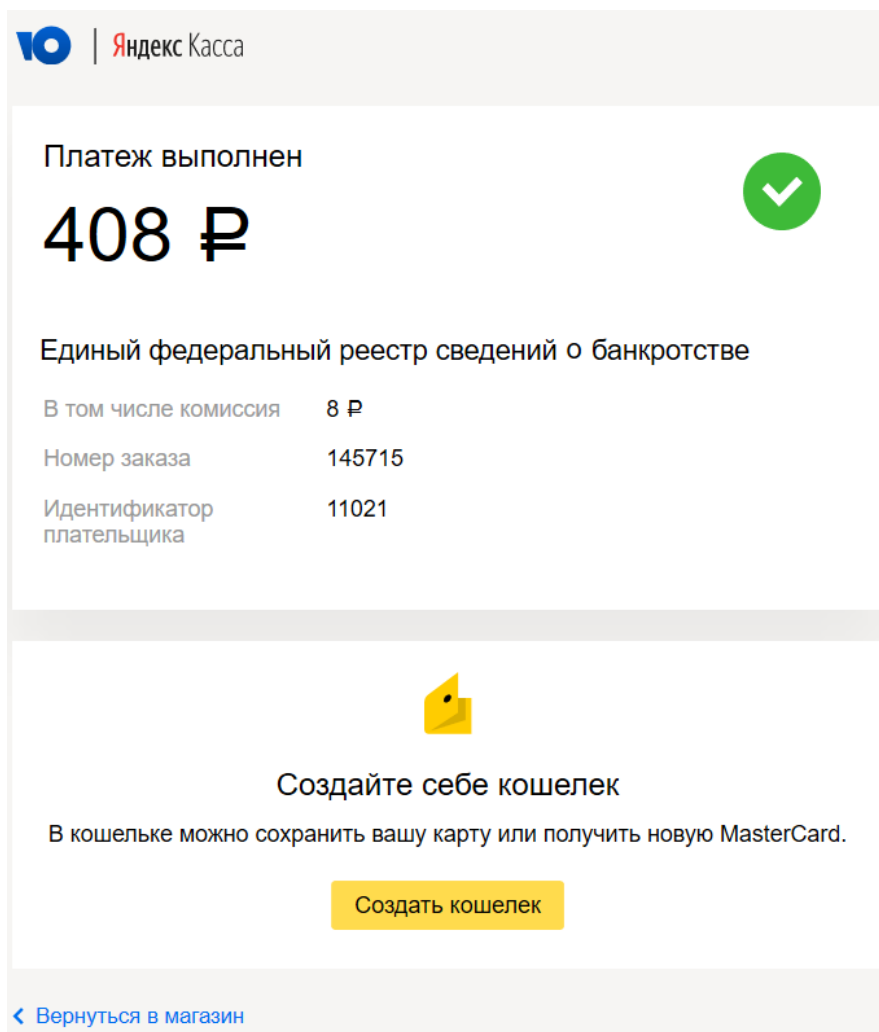 Яндекс Касса
Платеж выполнен
408 ₽
Единый федеральный реестр сведений о банкротстве
В том числе комиссия 8 ₽
Номер заказа 145715
Идентификатор 11021
плательщика
Создайте себе кошелек
В кошельке можно сохранить вашу карту или получить новую MasterCard.
Создать кошелек
Вернуться в магазин